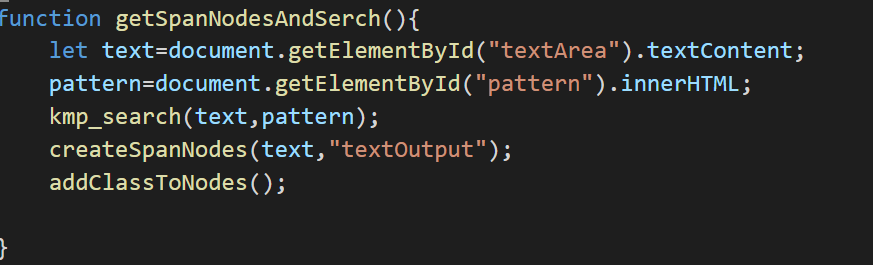 function getSpanNodesAndSerch(){
    let text=document.getElementById("textArea").textContent;
    pattern=document.getElementById("pattern").innerHTML;
    kmp_search(text,pattern);
    createSpanNodes(text,"textOutput");
    addClassToNodes();
}